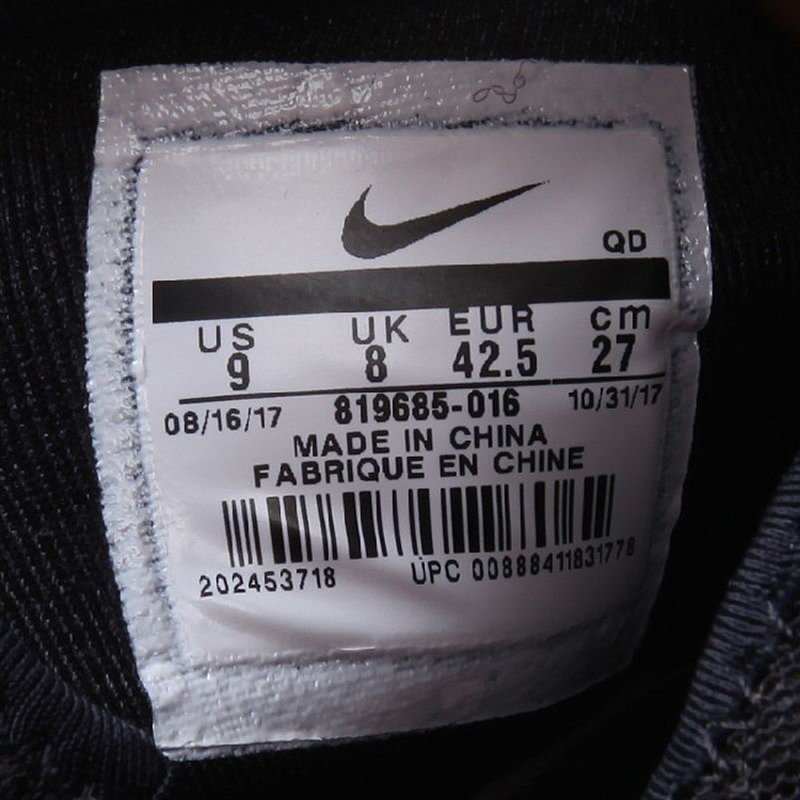 QD
US UK EUR cm
9 8 42.5 27
08/16/17 819685-016 10/31/17
MADE IN CHINA
FABRIQUE EN CHINE
202453718 UPC 00888411831778